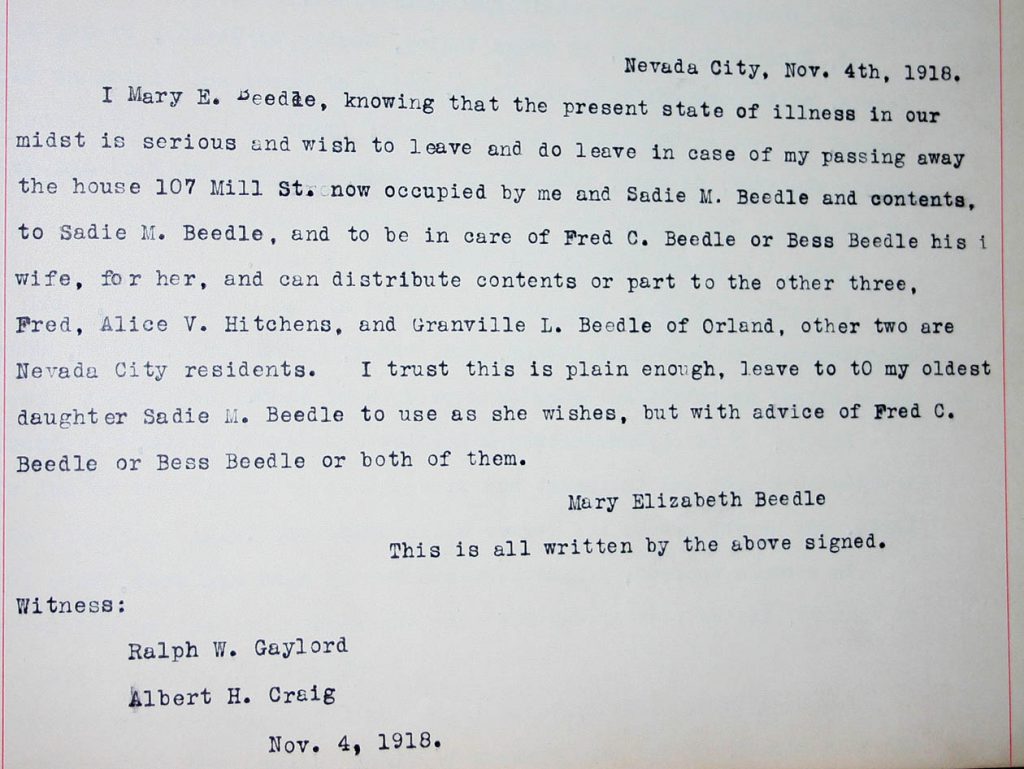 Nevada City, Nov. 4th, 1918.
I Mary E. Beedle, knowing that the present state of illness in our
midst is serious and wish to leave and do leave in case of my passing away
the house 107 Mill St. now occupied by me and Sadie M. Beedle and contents,
to Sadie M. Beedle, and to be in care of Fred C. Beedle or Bess Beedle his i
wife, for her, and can distribute contents or part to the other three,
Fred, Alice V. Hitchens, and Granville L. Beedle of Orland, other two are
Nevada City residents. I trust this is plain enough, leave to tO my oldest
daughter Sadie M. Beedle to use as she wishes, but with advice of Fred C.
Beedle or Bess Beedle or both of them.
Mary Elizabeth Beedle
This is all written by the above signed.
Witness:
Ralph W. Gaylord
Albert H. Craig
Nov. 4, 1918.